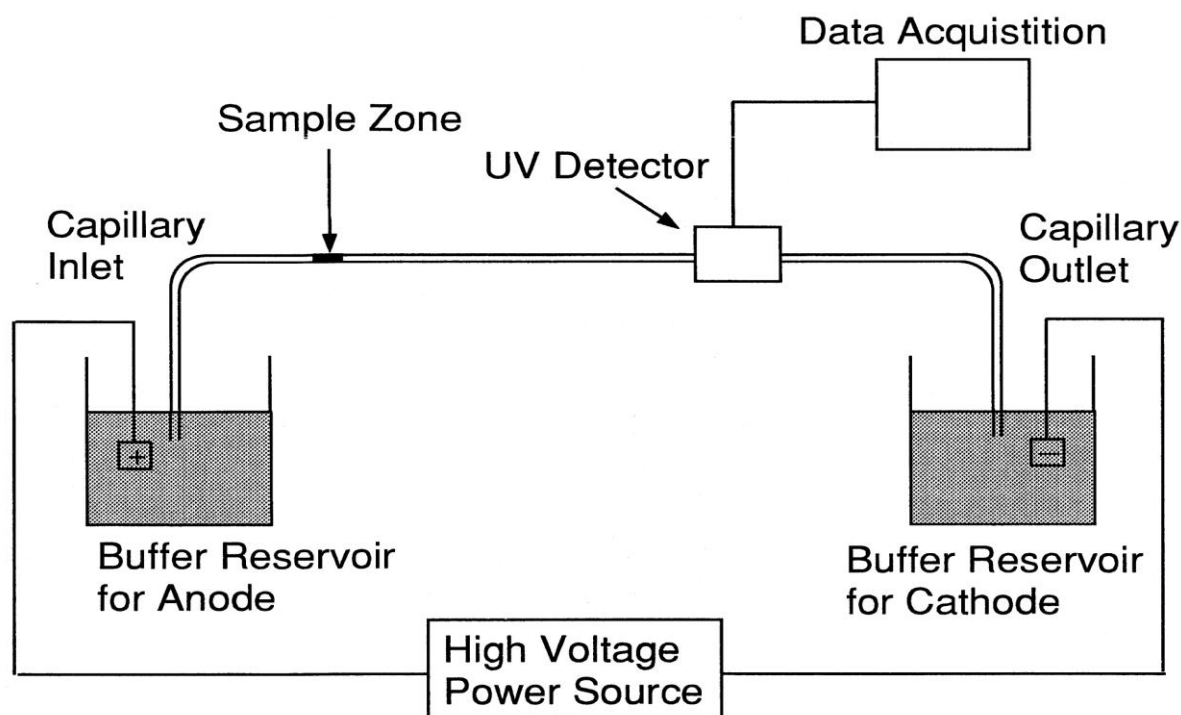 Data Acquistition
Sample Zone
UV Detector
Capillary
Inlet
Capillary
Outlet
+
−
Buffer Reservoir
for Anode
Buffer Reservoir
for Cathode
High Voltage
Power Source